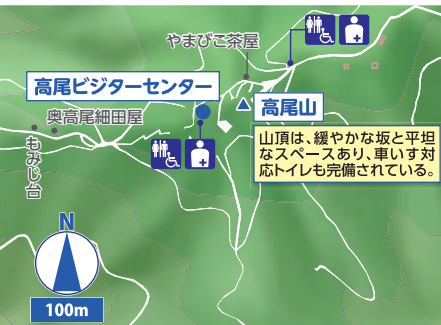 やまびこ茶屋
高尾ビジターセンター
高尾山
奥高尾細田屋
もみじ台
山頂は、緩やかな坂と平坦
なスペースあり、車いす対
応トイレも完備されている。
N
100m